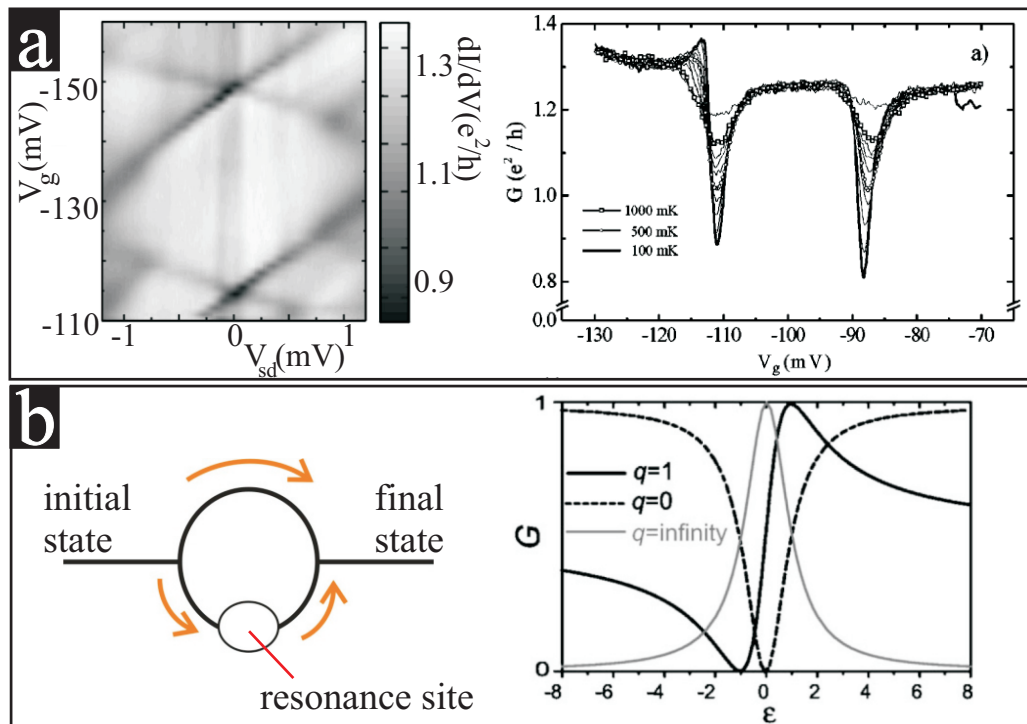 a
-150
-130
-110
V_g(mV)
-1
0
1
V_sd(mV)
1.3
1.1
0.9
dI/dV(e²/h)
a)
1.4
1.2
1.0
0.8
0.0
G (e² / h)
1000 mK
500 mK
100 mK
-130
-120
-110
-100
-90
-80
-70
V_g (mV)
b
initial
state
final
state
resonance site
1
0
G
q=1
q=0
q=infinity
-8
-6
-4
-2
0
2
4
6
8
ε